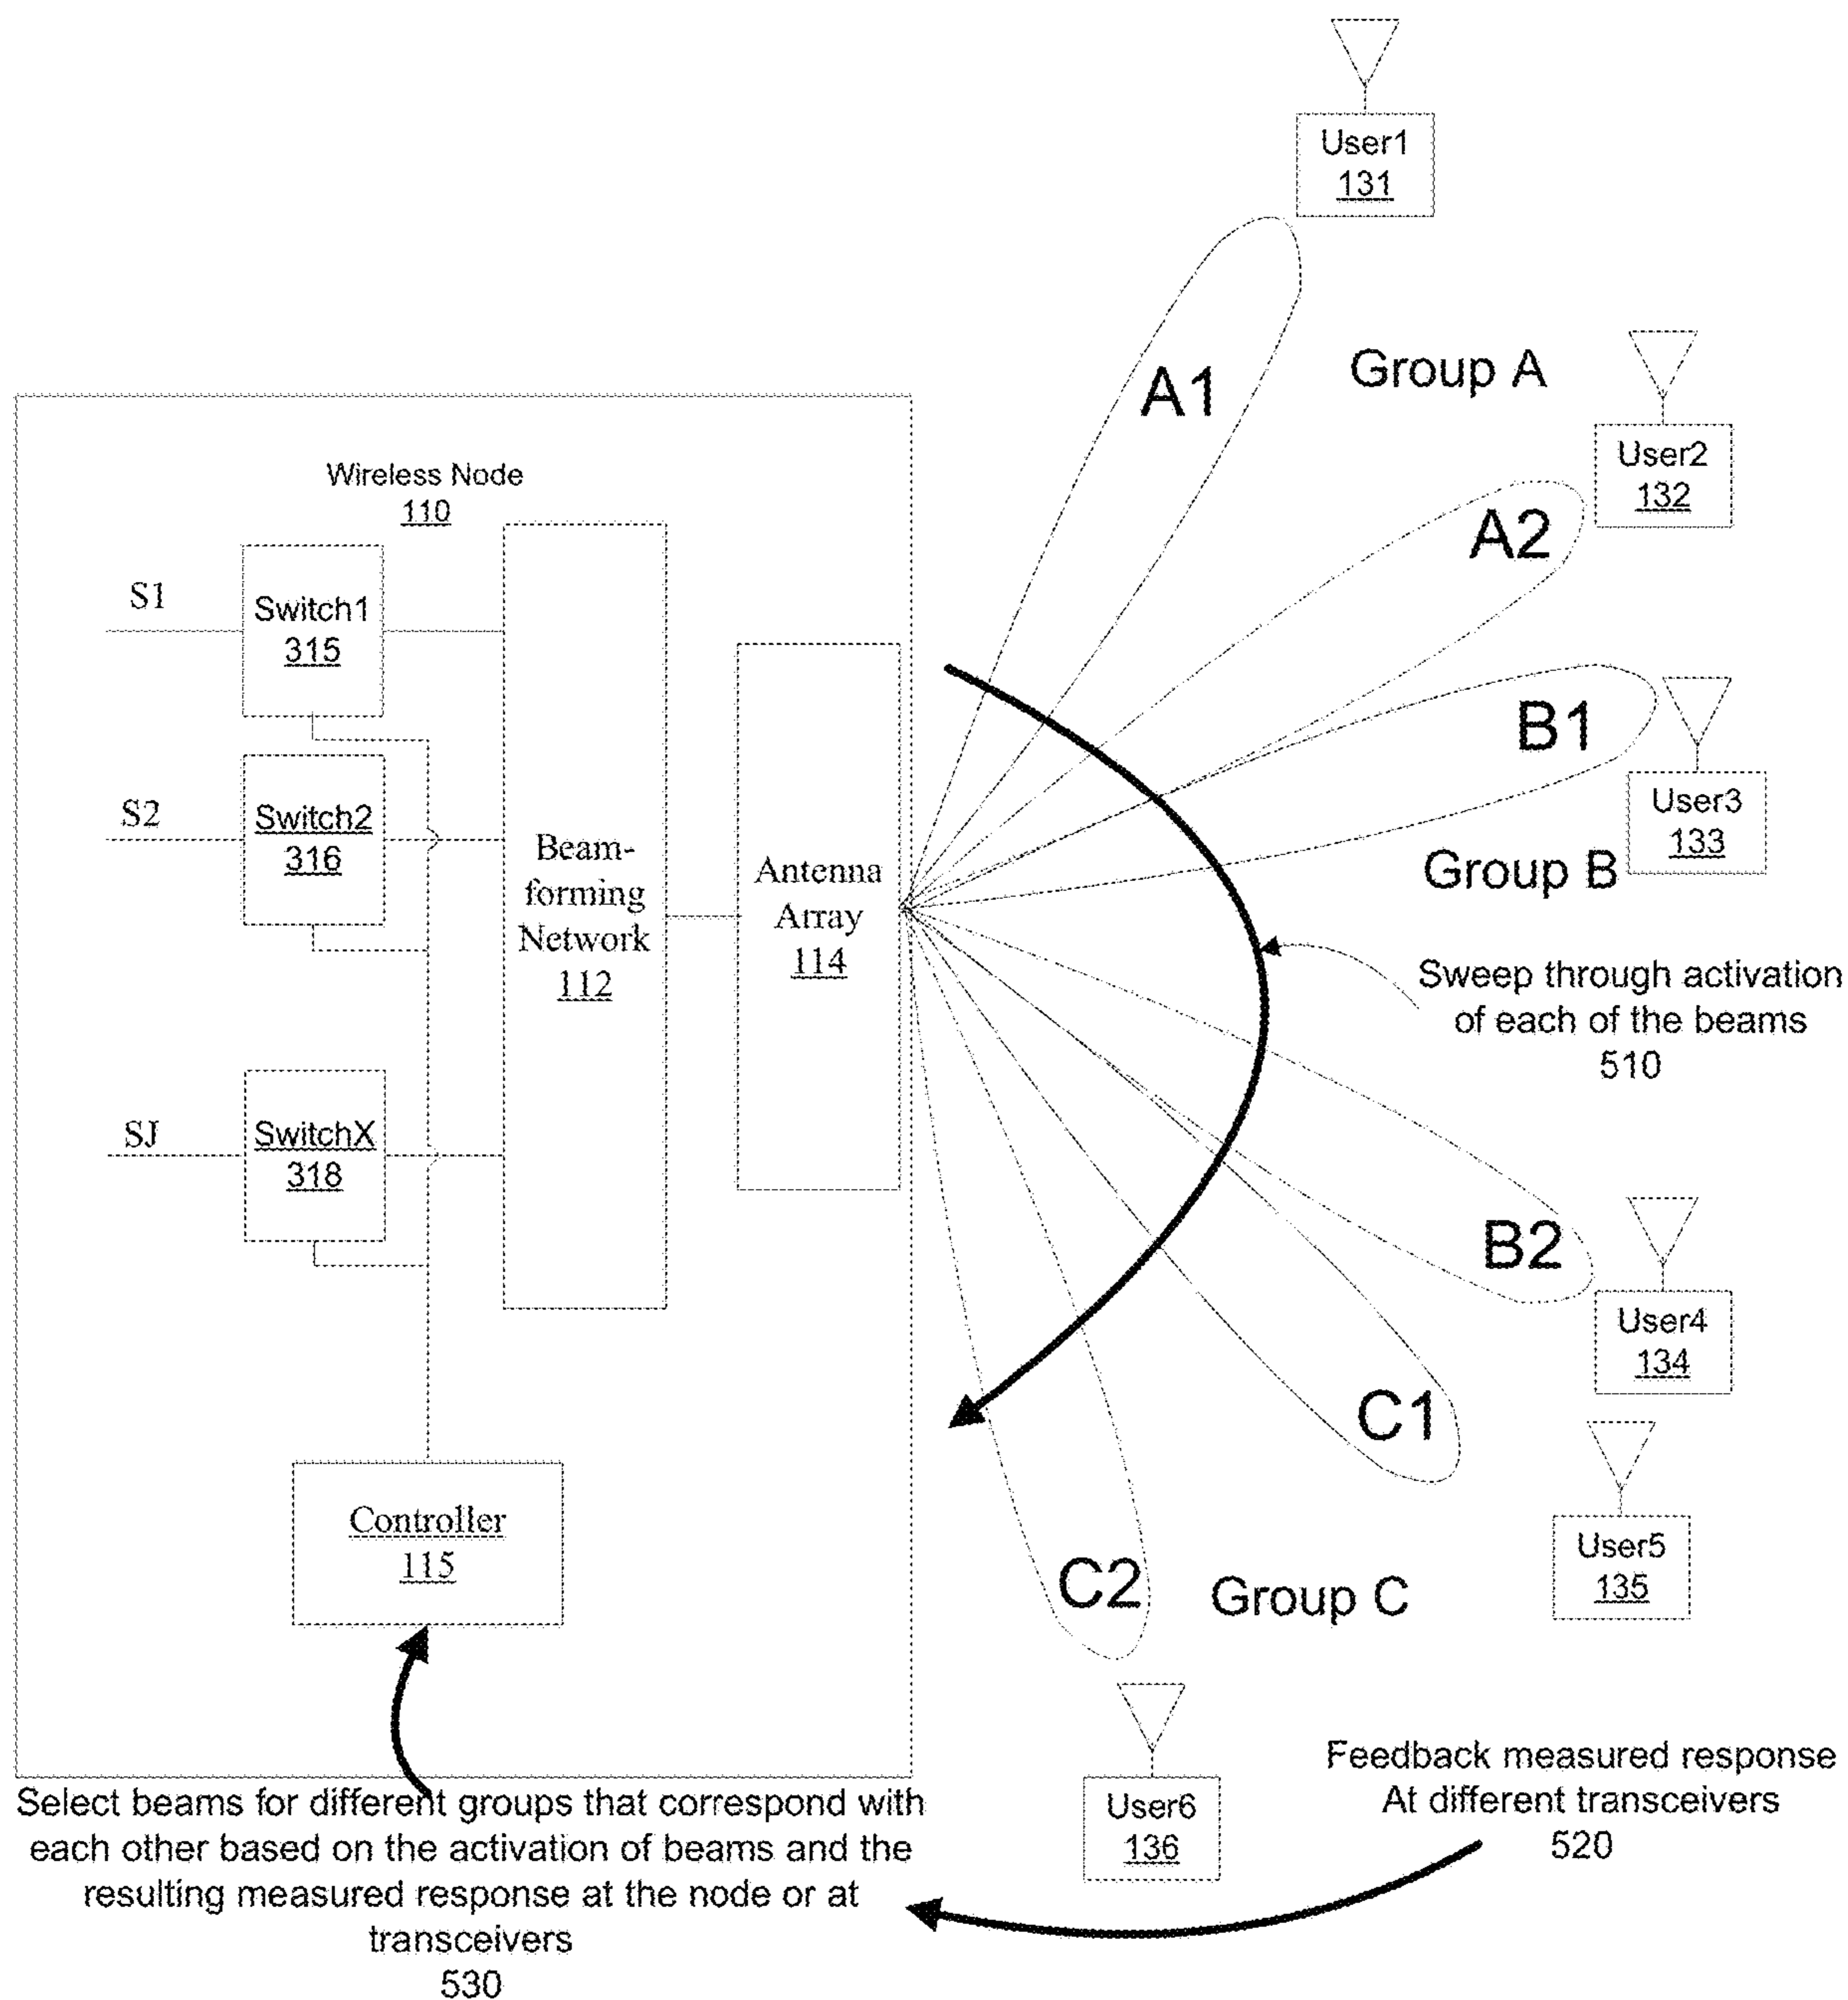 User1
131
Group A
A1
User2
132
A2
Wireless Node
110
S1
Switch1
315
B1
User3
133
Group B
S2
Switch2
316
Beam-
forming
Network
112
Antenna
Array
114
Sweep through activation
of each of the beams
510
SJ
SwitchX
318
B2
User4
134
C1
Controller
115
User5
135
C2
Group C
User6
136
Feedback measured response
At different transceivers
520
Select beams for different groups that correspond with
each other based on the activation of beams and the
resulting measured response at the node or at
transceivers
530